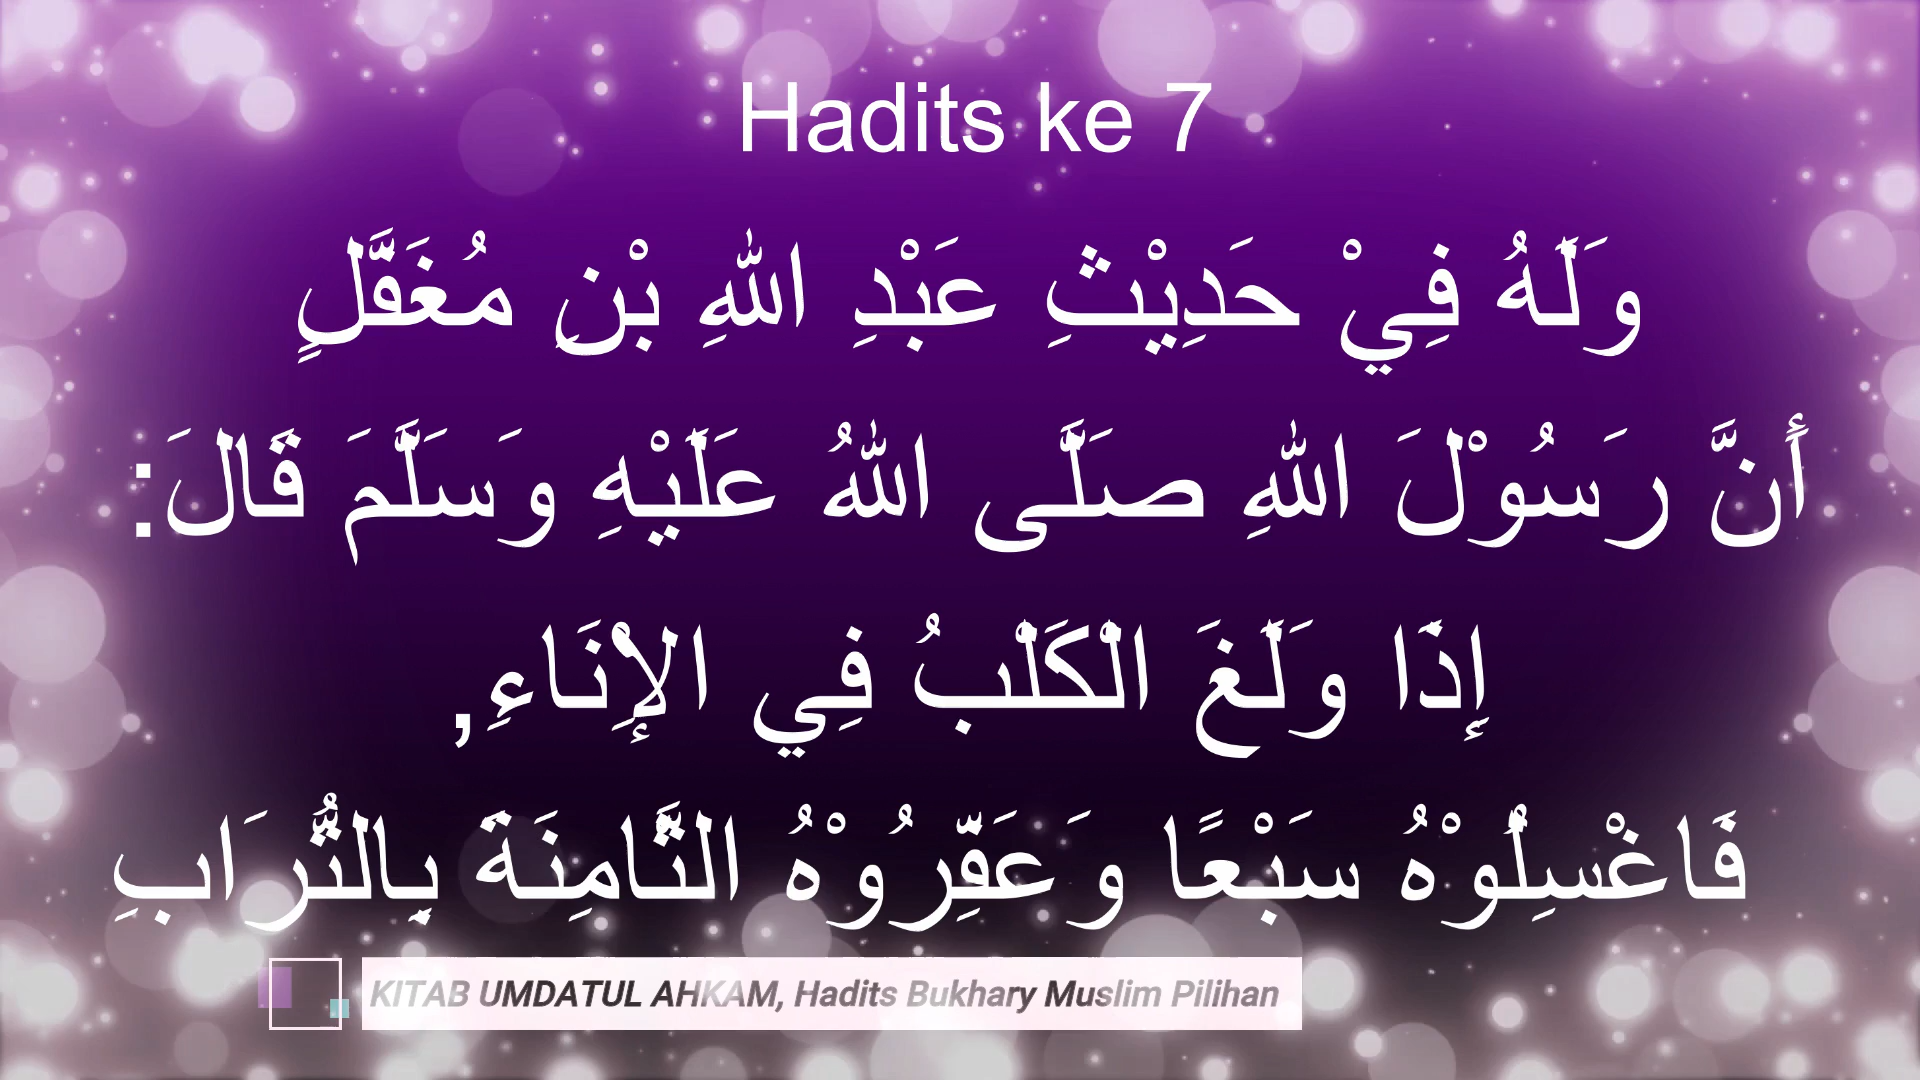 Hadits ke 7
وَلَهُ فِيْ حَدِيْثِ عَبْدِ اللهِ بْنِ مُغَفَّلٍ
أَنَّ رَسُوْلَ اللهِ صَلَّى اللهُ عَلَيْهِ وَسَلَّمَ قَالَ:
إِذَا وَلَغَ الْكَلْبُ فِي الإِنَاءِ,
فَاغْسِلُوْهُ سَبْعًا وَعَفِّرُوْهُ الثَّامِنَةَ بِالتُّرَابِ
KITAB UMDATUL AHKAM, Hadits Bukhary Muslim Pilihan